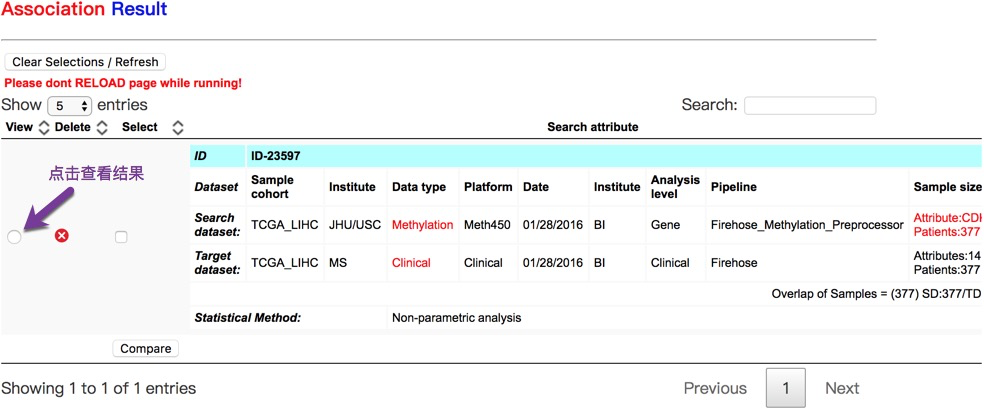 Association Result
Clear Selections / Refresh
Please dont RELOAD page while running!
Show 5 entries
Search:
View Delete Select Search attribute
点击查看结果
ID ID-23597
Dataset Sample cohort Institute Data type Platform Date Institute Analysis level Pipeline Sample size
Search dataset: TCGA_LIHC JHU/USC Methylation Meth450 01/28/2016 BI Gene Firehose_Methylation_Preprocessor Attribute:CDK Patients:377
Target dataset: TCGA_LIHC MS Clinical Clinical 01/28/2016 BI Clinical Firehose Attributes:14 Patients:377
Overlap of Samples = (377) SD:377/TD
Statistical Method: Non-parametric analysis
Compare
Showing 1 to 1 of 1 entries
Previous 1 Next